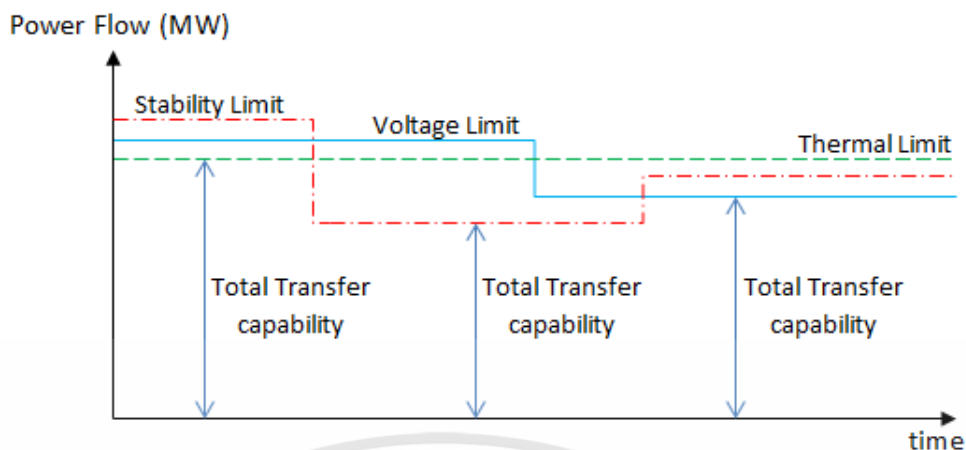 Power Flow (MW)
Stability Limit
Voltage Limit
Thermal Limit
Total Transfer
capability
Total Transfer
capability
Total Transfer
capability
time